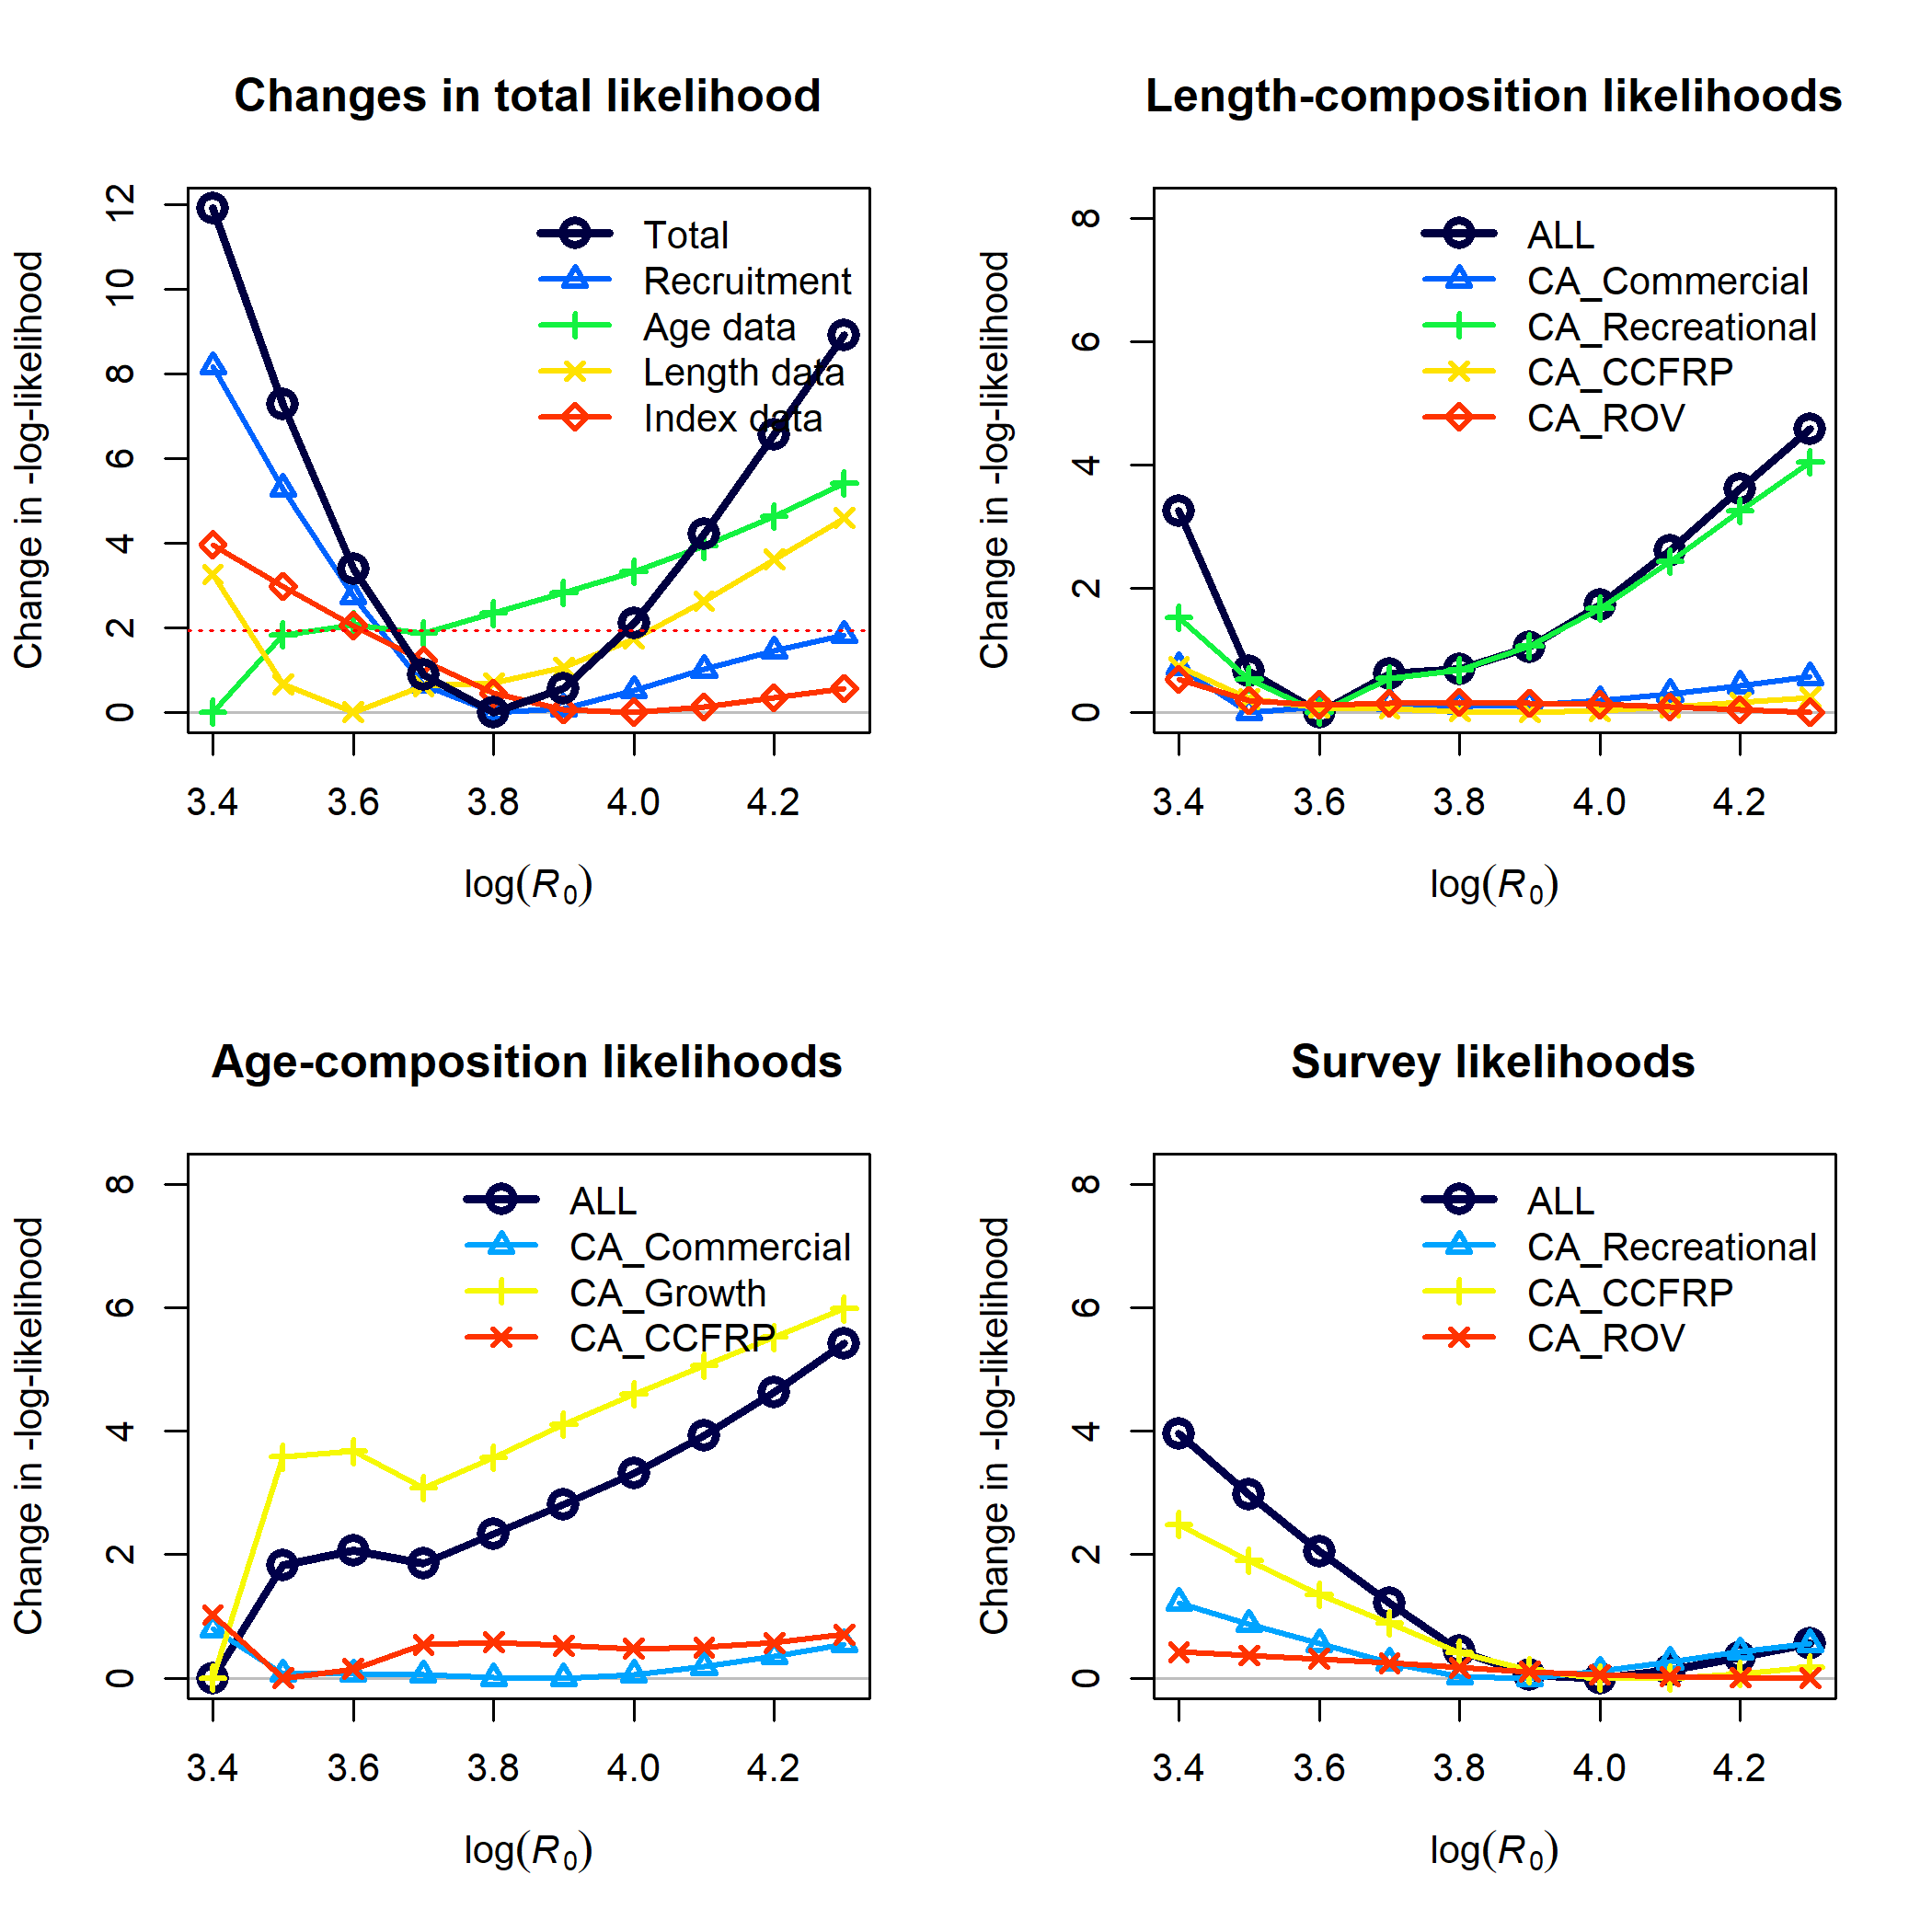 Changes in total likelihood
Change in -log-likelihood
12
10
8
6
4
2
0
Total
Recruitment
Age data
Length data
Index data
3.4 3.6 3.8 4.0 4.2
log(R0)
Length-composition likelihoods
Change in -log-likelihood
8
6
4
2
0
ALL
CA_Commercial
CA_Recreational
CA_CCFRP
CA_ROV
3.4 3.6 3.8 4.0 4.2
log(R0)
Age-composition likelihoods
Change in -log-likelihood
8
6
4
2
0
ALL
CA_Commercial
CA_Growth
CA_CCFRP
3.4 3.6 3.8 4.0 4.2
log(R0)
Survey likelihoods
Change in -log-likelihood
8
6
4
2
0
ALL
CA_Recreational
CA_CCFRP
CA_ROV
3.4 3.6 3.8 4.0 4.2
log(R0)